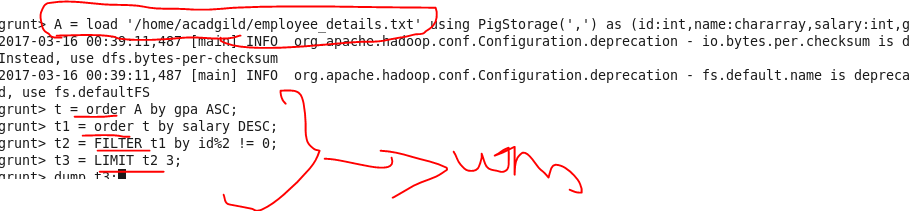 grunt> A = load '/home/acadgild/employee_details.txt' using PigStorage(',') as (id:int,name:chararray,salary:int,g
2017-03-16 00:39:11,487 [main] INFO  org.apache.hadoop.conf.Configuration.deprecation - io.bytes.per.checksum is d
Instead, use dfs.bytes-per-checksum
2017-03-16 00:39:11,487 [main] INFO  org.apache.hadoop.conf.Configuration.deprecation - fs.default.name is depreca
d, use fs.defaultFS
grunt> t = order A by gpa ASC;
grunt> t1 = order t by salary DESC;
grunt> t2 = FILTER t1 by id%2 != 0;
grunt> t3 = LIMIT t2 3;
grunt> dump t3;